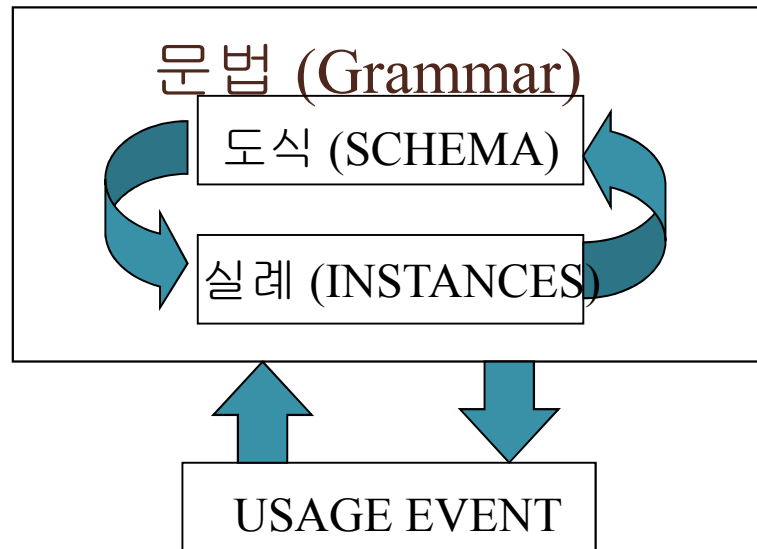 문법 (Grammar)
도식 (SCHEMA)
실례 (INSTANCES)
USAGE EVENT